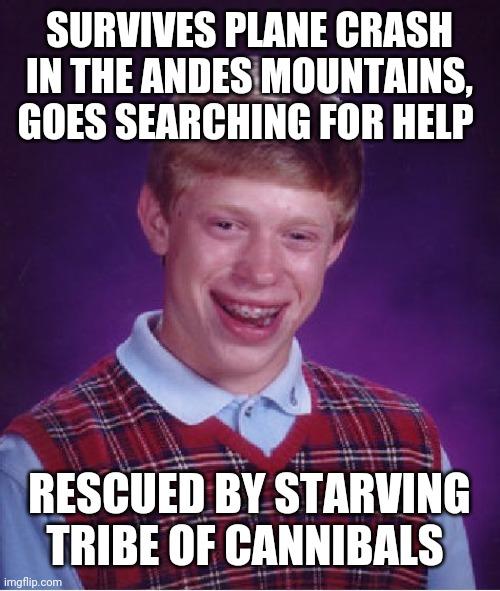 SURVIVES PLANE CRASH
IN THE ANDES MOUNTAINS,
GOES SEARCHING FOR HELP
RESCUED BY STARVING
TRIBE OF CANNIBALS
imgflip.com